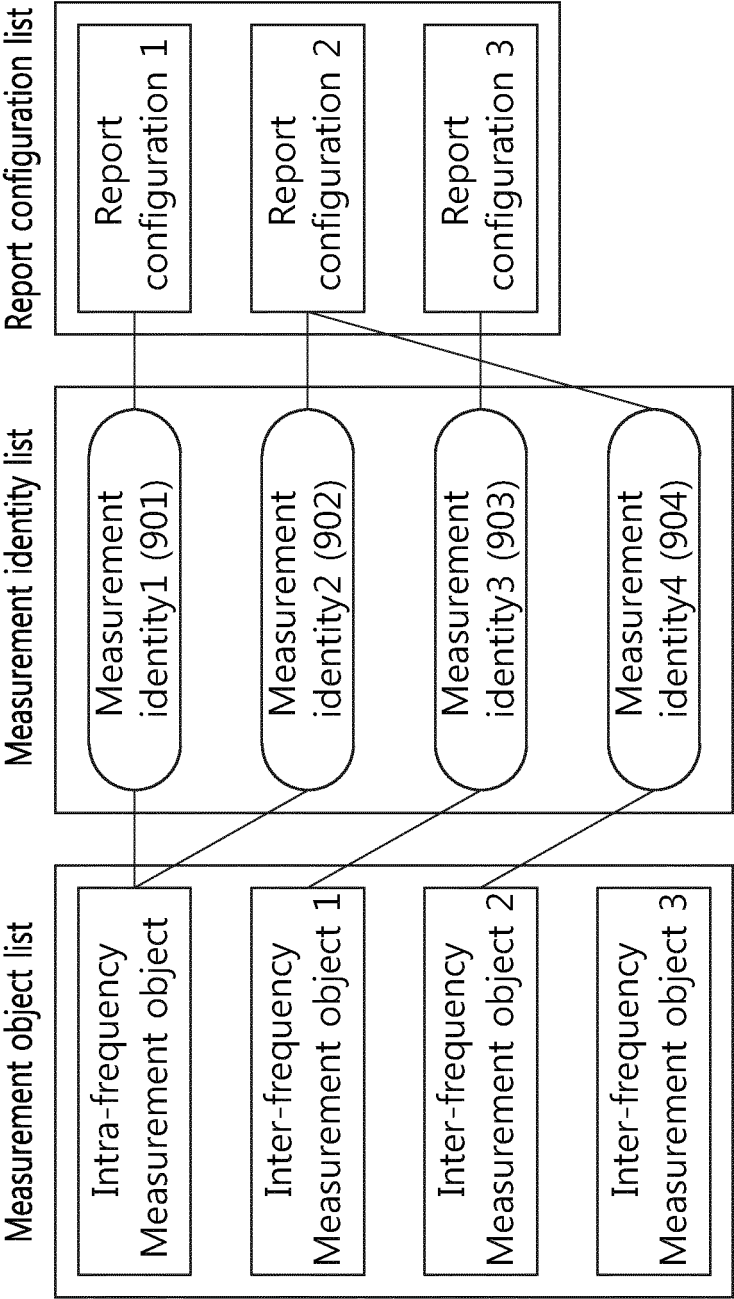 Measurement object list
Intra-frequency
Measurement object
Inter-frequency
Measurement object 1
Inter-frequency
Measurement object 2
Inter-frequency
Measurement object 3
Measurement identity list
Measurement
identity1 (901)
Measurement
identity2 (902)
Measurement
identity3 (903)
Measurement
identity4 (904)
Report configuration list
Report
configuration 1
Report
configuration 2
Report
configuration 3